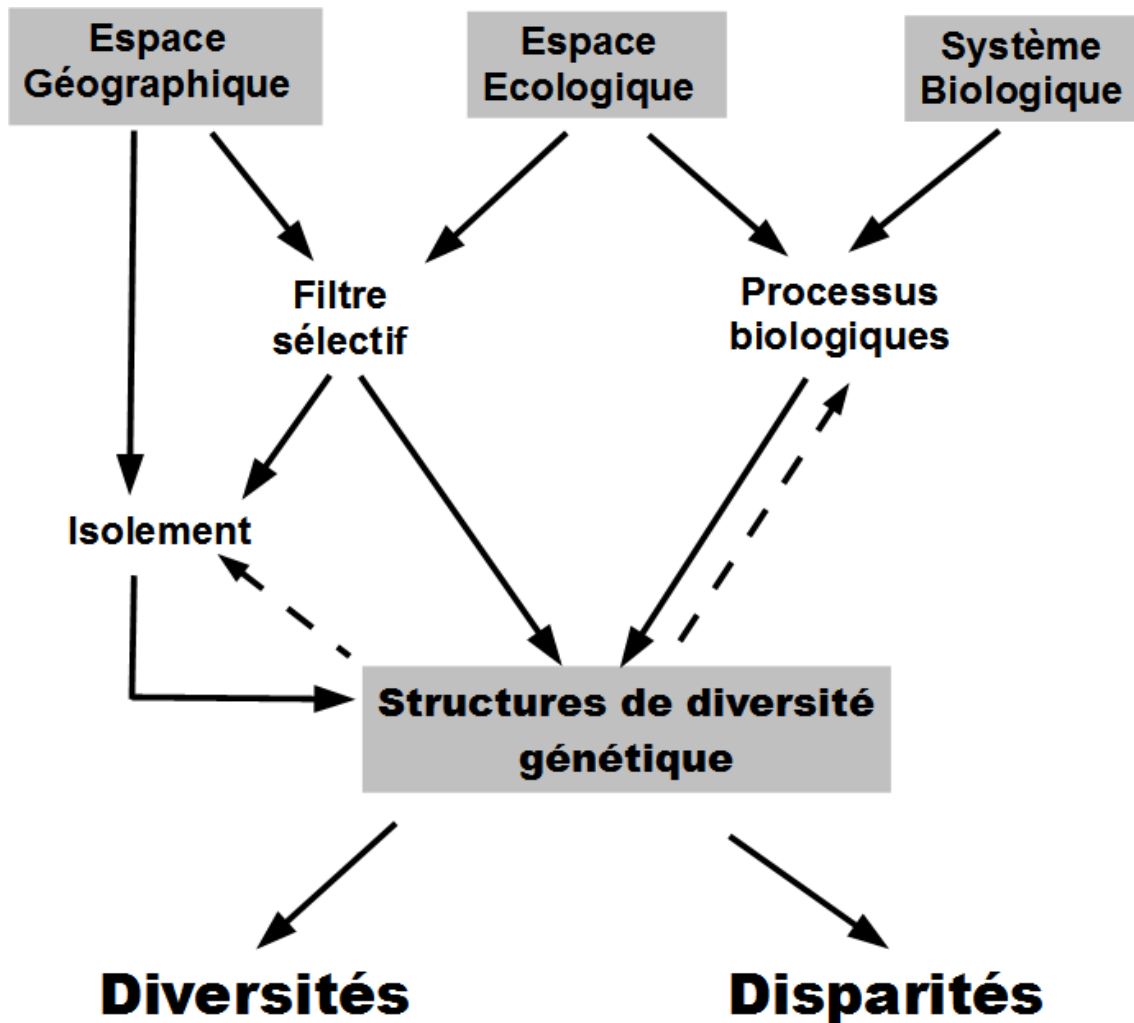 Espace
Géographique
Espace
Ecologique
Système
Biologique
Filtre
sélectif
Processus
biologiques
Isolement
Structures de diversité
génétique
Diversités
Disparités